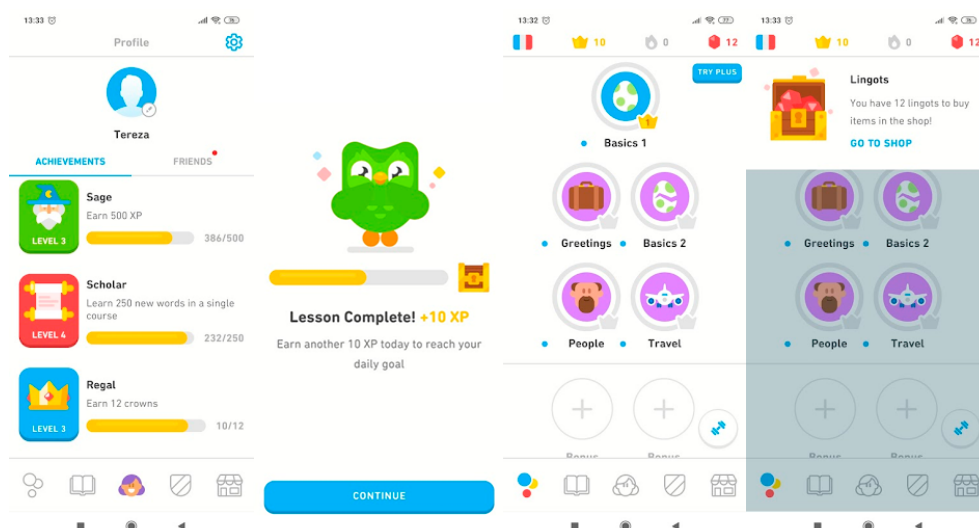 13:33
76
Profile
Tereza
ACHIEVEMENTS
FRIENDS
Sage
Earn 500 XP
LEVEL 3
386/500
Scholar
Learn 250 new words in a single
course
LEVEL 4
232/250
Regal
Earn 12 crowns
LEVEL 3
10/12
Lesson Complete! +10 XP
Earn another 10 XP today to reach your
daily goal
CONTINUE
13:32
77
10
0
12
TRY PLUS
1
Basics 1
Greetings
Basics 2
People
Travel
13:33
10
0
12
Lingots
You have 12 lingots to buy
items in the shop!
GO TO SHOP
Greetings
Basics 2
People
Travel